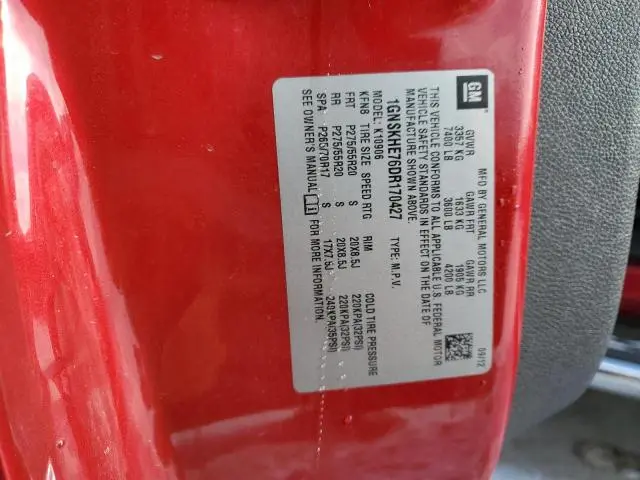 GM
MFD BY GENERAL MOTORS LLC 09/12
GVWR GAWR FRT GAWR RR
3357 KG 1633 KG 1905 KG
7400 LB 3600 LB 4200 LB
THIS VEHICLE CONFORMS TO ALL APPLICABLE U.S. FEDERAL MOTOR
VEHICLE SAFETY STANDARDS IN EFFECT ON THE DATE OF
MANUFACTURE SHOWN ABOVE.
1GNSKHE76DR170427 TYPE: M.P.V.
MODEL: K10906
KFN8 TIRE SIZE SPEED RTG RIM COLD TIRE PRESSURE
FRT P275/55R20 S 20X8.5J 220KPA(32PSI)
RR P275/55R20 S 20X8.5J 220KPA(32PSI)
SPA P265/70R17 S 17X7.5J 240KPA(35PSI)
SEE OWNER'S MANUAL FOR MORE INFORMATION.